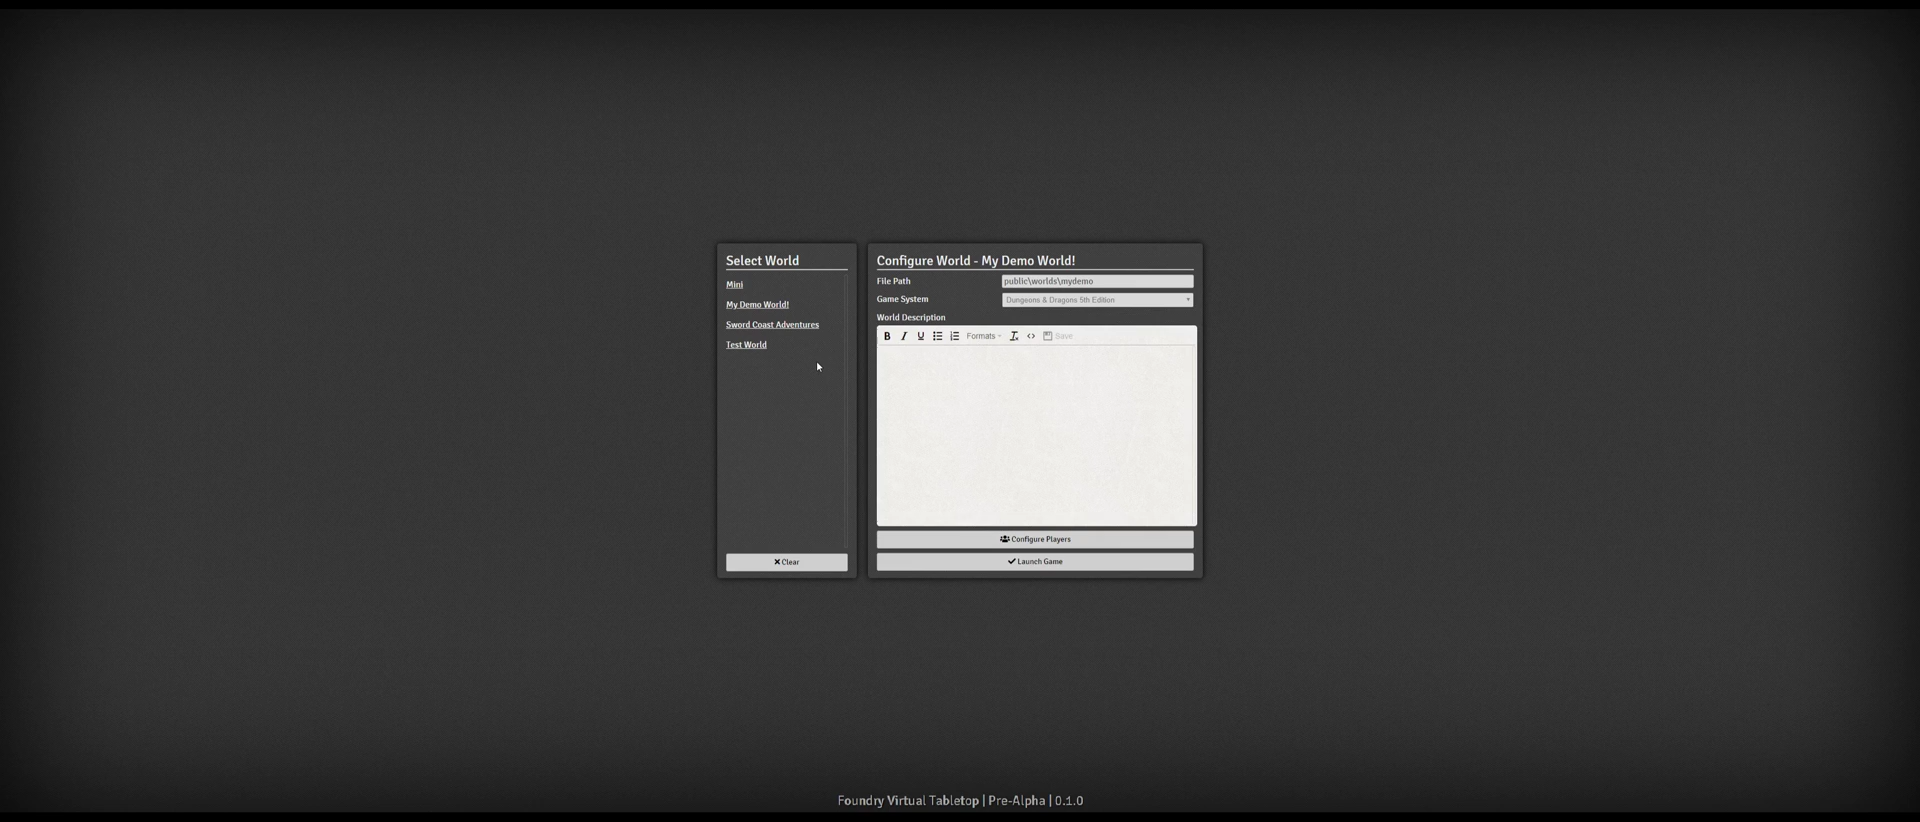 Select World
Mini
My Demo World!
Sword Coast Adventures
Test World
Clear
Configure World - My Demo World!
File Path public\worlds\mydemo
Game System Dungeons & Dragons 5th Edition
World Description
B I U Formats Save
Configure Players
Launch Game
Foundry Virtual Tabletop | Pre-Alpha | 0.1.0